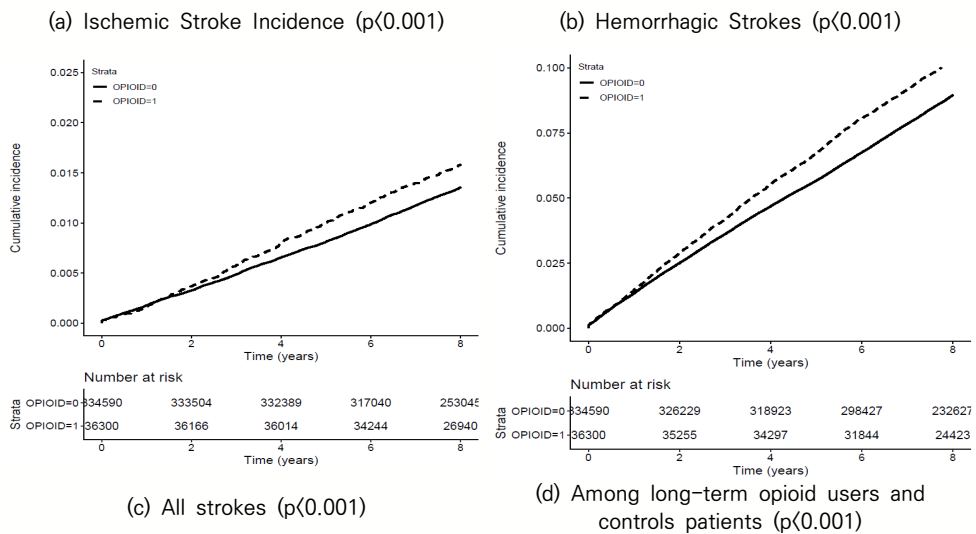 (a) Ischemic Stroke Incidence (p⟨0.001)
(b) Hemorrhagic Strokes (p⟨0.001)
Strata
OPIOID=0
OPIOID=1
Cumulative incidence
0.025
0.020
0.015
0.010
0.005
0.000
0 2 4 6 8
Time (years)
Number at risk
Strata
OPIOID=0 334590 333504 332389 317040 253045
OPIOID=1 36300 36166 36014 34244 26940
0 2 4 6 8
Time (years)
Strata
OPIOID=0
OPIOID=1
Cumulative incidence
0.100
0.075
0.050
0.025
0.000
0 2 4 6 8
Time (years)
Number at risk
Strata
OPIOID=0 334590 326229 318923 298427 232627
OPIOID=1 36300 35255 34297 31844 24423
0 2 4 6 8
Time (years)
(c) All strokes (p⟨0.001)
(d) Among long-term opioid users and
controls patients (p⟨0.001)